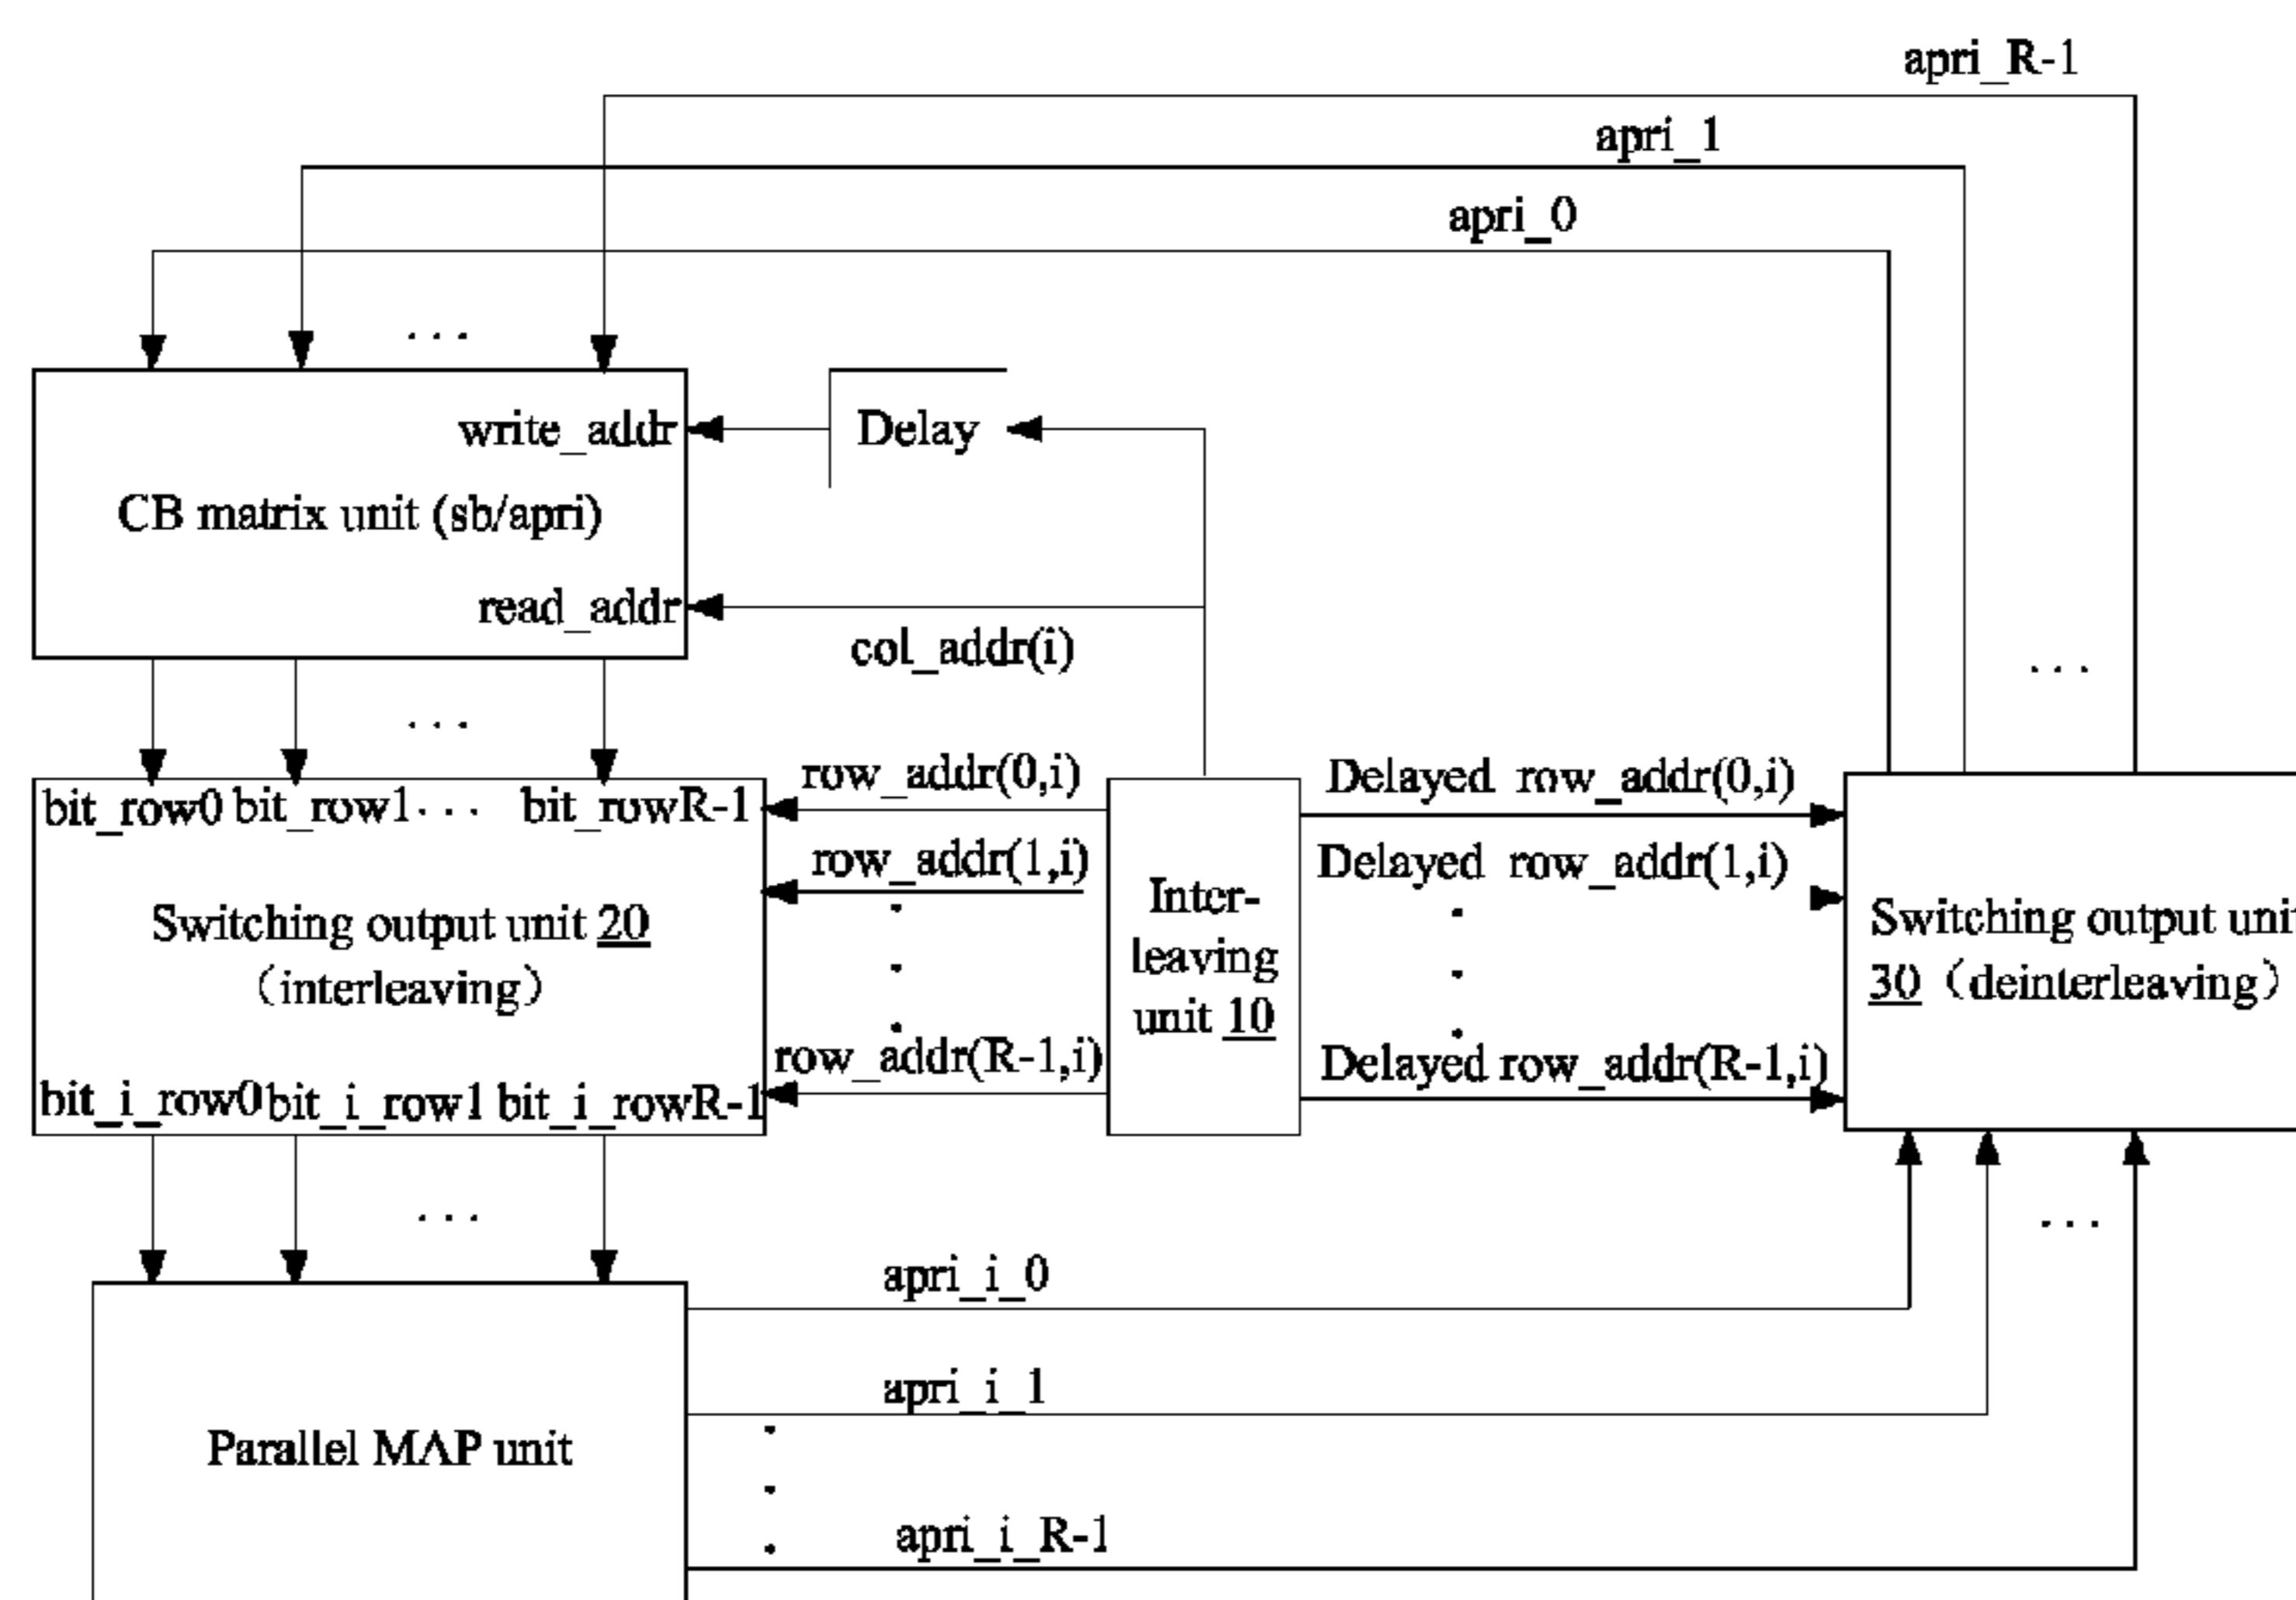 apri_R-1
apri_1
apri_0
write_addr
Delay
CB matrix unit (sb/apri)
read_addr
col_addr(i)
row_addr(0,i)
Delayed row_addr(0,i)
bit_row0 bit_row1 ... bit_rowR-1
row_addr(1,i)
Delayed row_addr(1,i)
Switching output unit 20
(interleaving)
Inter-
leaving
unit 10
Switching output unit
30 (deinterleaving)
row_addr(R-1,i)
Delayed row_addr(R-1,i)
bit_i_row0 bit_i_row1 bit_i_rowR-1
apri_i_0
apri_i_1
Parallel MAP unit
apri_i_R-1